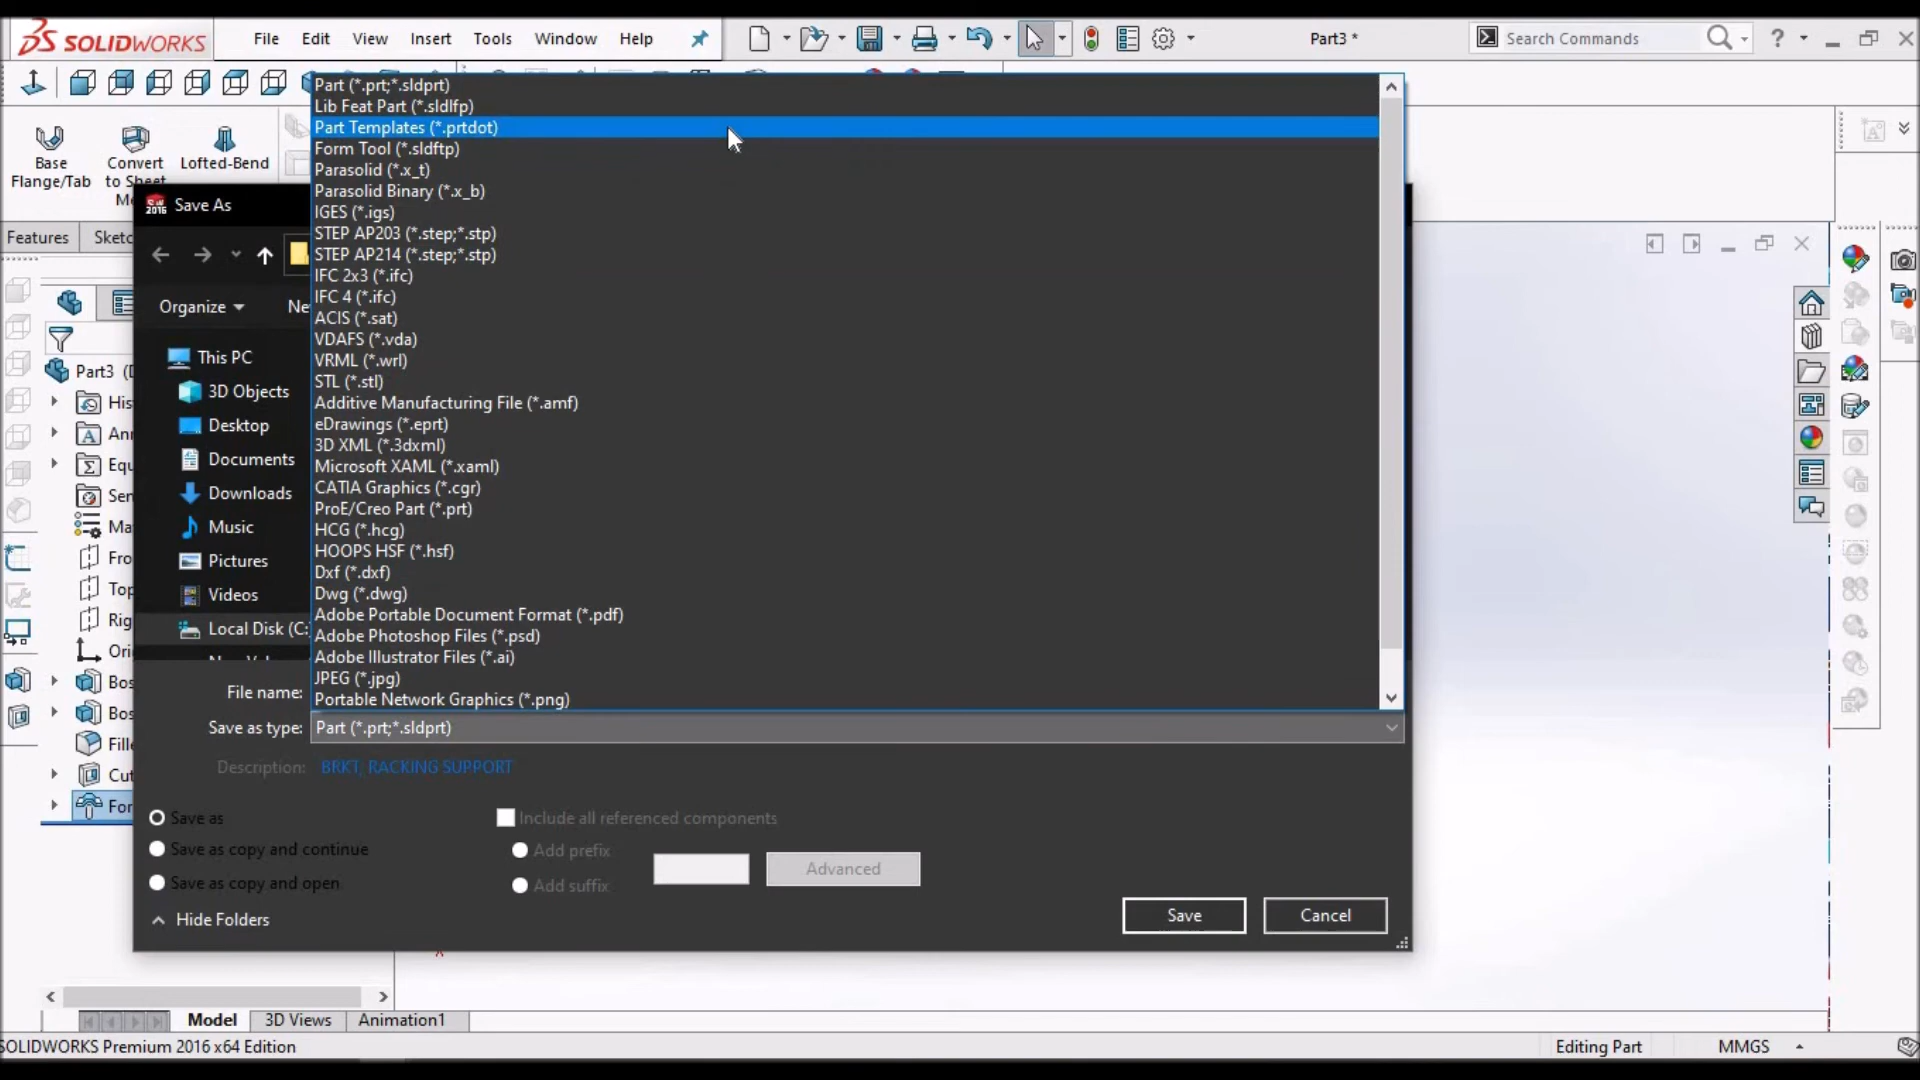 SOLIDWORKS File Edit View Insert Tools Window Help Part3 * Search Commands ?
Base Flange/Tab
Convert to Sheet
Lofted-Bend
Features
Save As
Organize
This PC
3D Objects
Desktop
Documents
Downloads
Music
Pictures
Videos
Local Disk (C:
Part3
Part (*.prt;*.sldprt)
Lib Feat Part (*.sldlfp)
Part Templates (*.prtdot)
Form Tool (*.sldftp)
Parasolid (*.x_t)
Parasolid Binary (*.x_b)
IGES (*.igs)
STEP AP203 (*.step;*.stp)
STEP AP214 (*.step;*.stp)
IFC 2x3 (*.ifc)
IFC 4 (*.ifc)
ACIS (*.sat)
VDAFS (*.vda)
VRML (*.wrl)
STL (*.stl)
Additive Manufacturing File (*.amf)
eDrawings (*.eprt)
3D XML (*.3dxml)
Microsoft XAML (*.xaml)
CATIA Graphics (*.cgr)
ProE/Creo Part (*.prt)
HCG (*.hcg)
HOOPS HSF (*.hsf)
Dxf (*.dxf)
Dwg (*.dwg)
Adobe Portable Document Format (*.pdf)
Adobe Photoshop Files (*.psd)
Adobe Illustrator Files (*.ai)
JPEG (*.jpg)
Portable Network Graphics (*.png)
File name:
Save as type: Part (*.prt;*.sldprt)
Description: BRKT, RACKING SUPPORT
Save as
Save as copy and continue
Save as copy and open
Include all referenced components
Add prefix
Add suffix
Advanced
Hide Folders
Save Cancel
Model 3D Views Animation1
SOLIDWORKS Premium 2016 x64 Edition Editing Part MMGS